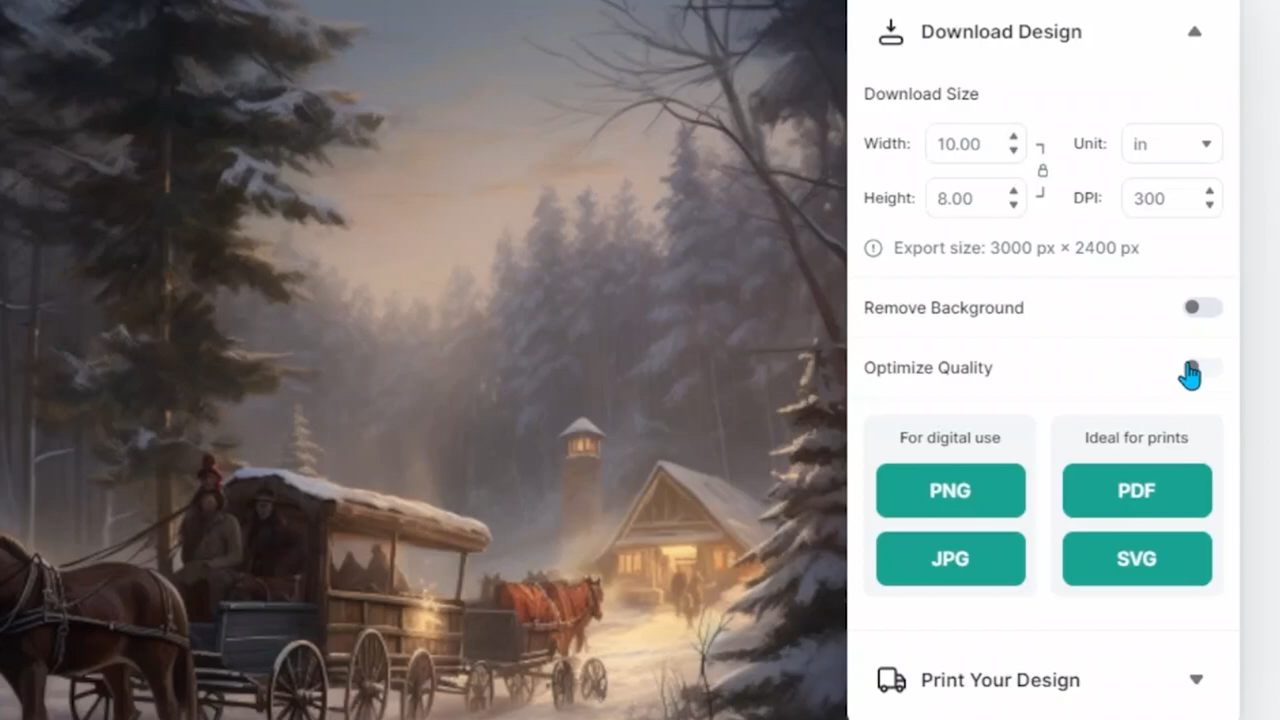 Download Design
Download Size
Width: 10.00 Unit: in
Height: 8.00 DPI: 300
Export size: 3000 px × 2400 px
Remove Background
Optimize Quality
For digital use Ideal for prints
PNG PDF
JPG SVG
Print Your Design